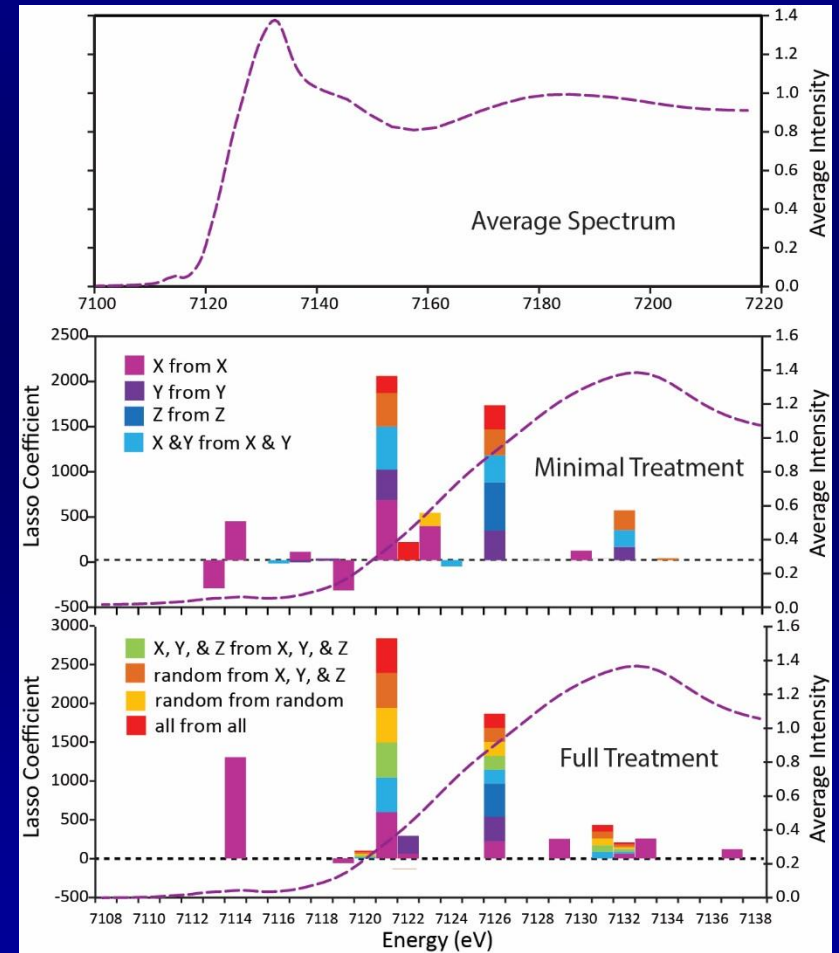 1.4
1.2
1.0
0.8
0.6
0.4
0.2
0.0
Average Intensity
Average Spectrum
7100 7120 7140 7160 7180 7200 7220
2500
2000
1500
1000
500
0
-500
Lasso Coefficient
X from X
Y from Y
Z from Z
X &Y from X & Y
Minimal Treatment
1.6
1.4
1.2
1.0
0.8
0.6
0.4
0.2
0.0
Average Intensity
3000
2500
2000
1500
1000
500
0
-500
Lasso Coefficient
X, Y, & Z from X, Y, & Z
random from X, Y, & Z
random from random
all from all
Full Treatment
1.6
1.4
1.2
1.0
0.8
0.6
0.4
0.2
0.0
Average Intensity
7108 7110 7112 7114 7116 7118 7120 7122 7124 7126 7128 7130 7132 7134 7136 7138
Energy (eV)